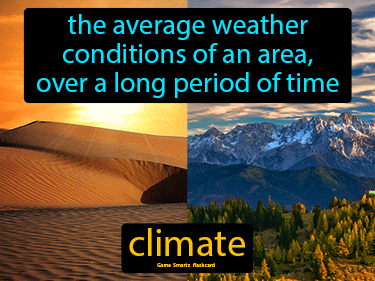 the average weather
conditions of an area,
over a long period of time
climate
Game Smartz flashcard